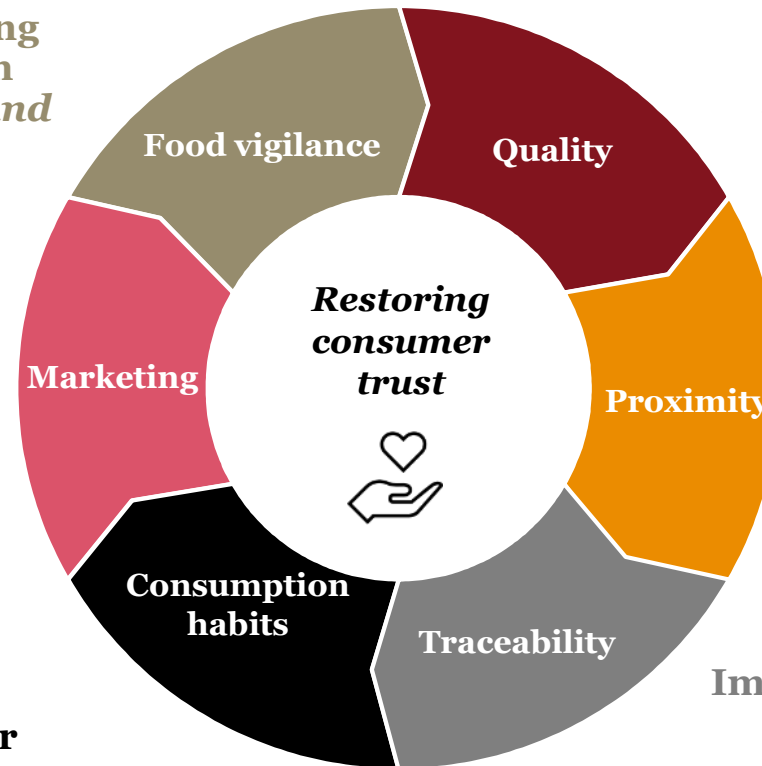 Food vigilance
Quality
Restoring
consumer
trust
Marketing
Proximity
Consumption
habits
Traceability